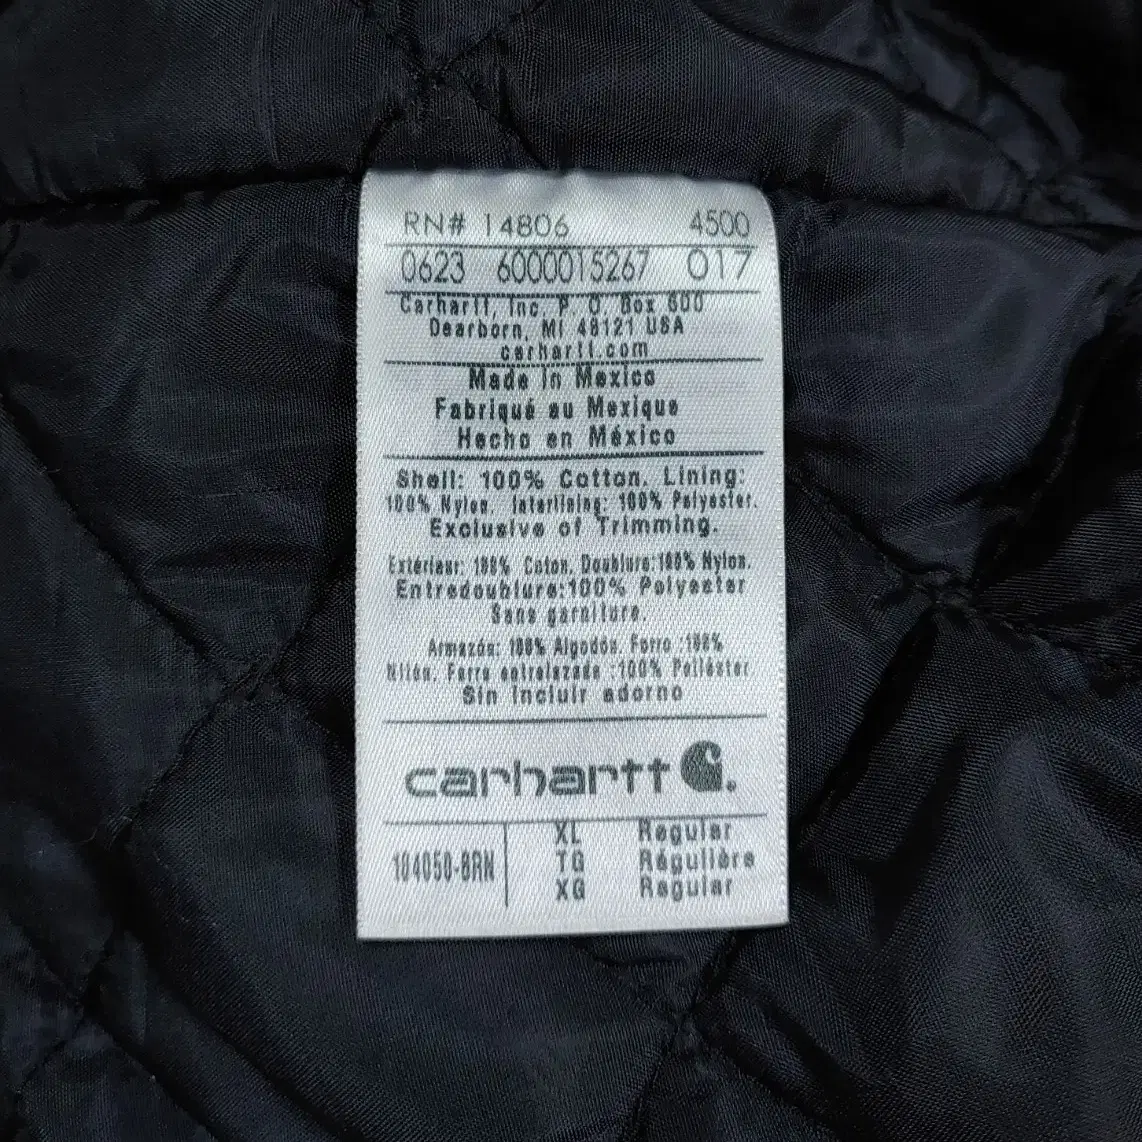 RN# 14806 4500
0623 6000015267 017
Carhartt, Inc. P. O. Box 600
Dearborn, MI 48121 USA
carhartt.com
Made in Mexico
Fabriqué au Mexique
Hecho en México
Shell: 100% Cotton. Lining:
100% Nylon. Interlining: 100% Polyester.
Exclusive of Trimming.
Extérieur: 100% Coton. Doublure:100% Nylon.
Entredoublure:100% Polyester
Sans garniture.
Armazón: 100% Algodón. Forro :100%
Nilón. Forro entrelazado :100% Poliéster
Sin incluir adorno
carhartt
104050-BRN
XL Regular
TG Régulière
XG Regular